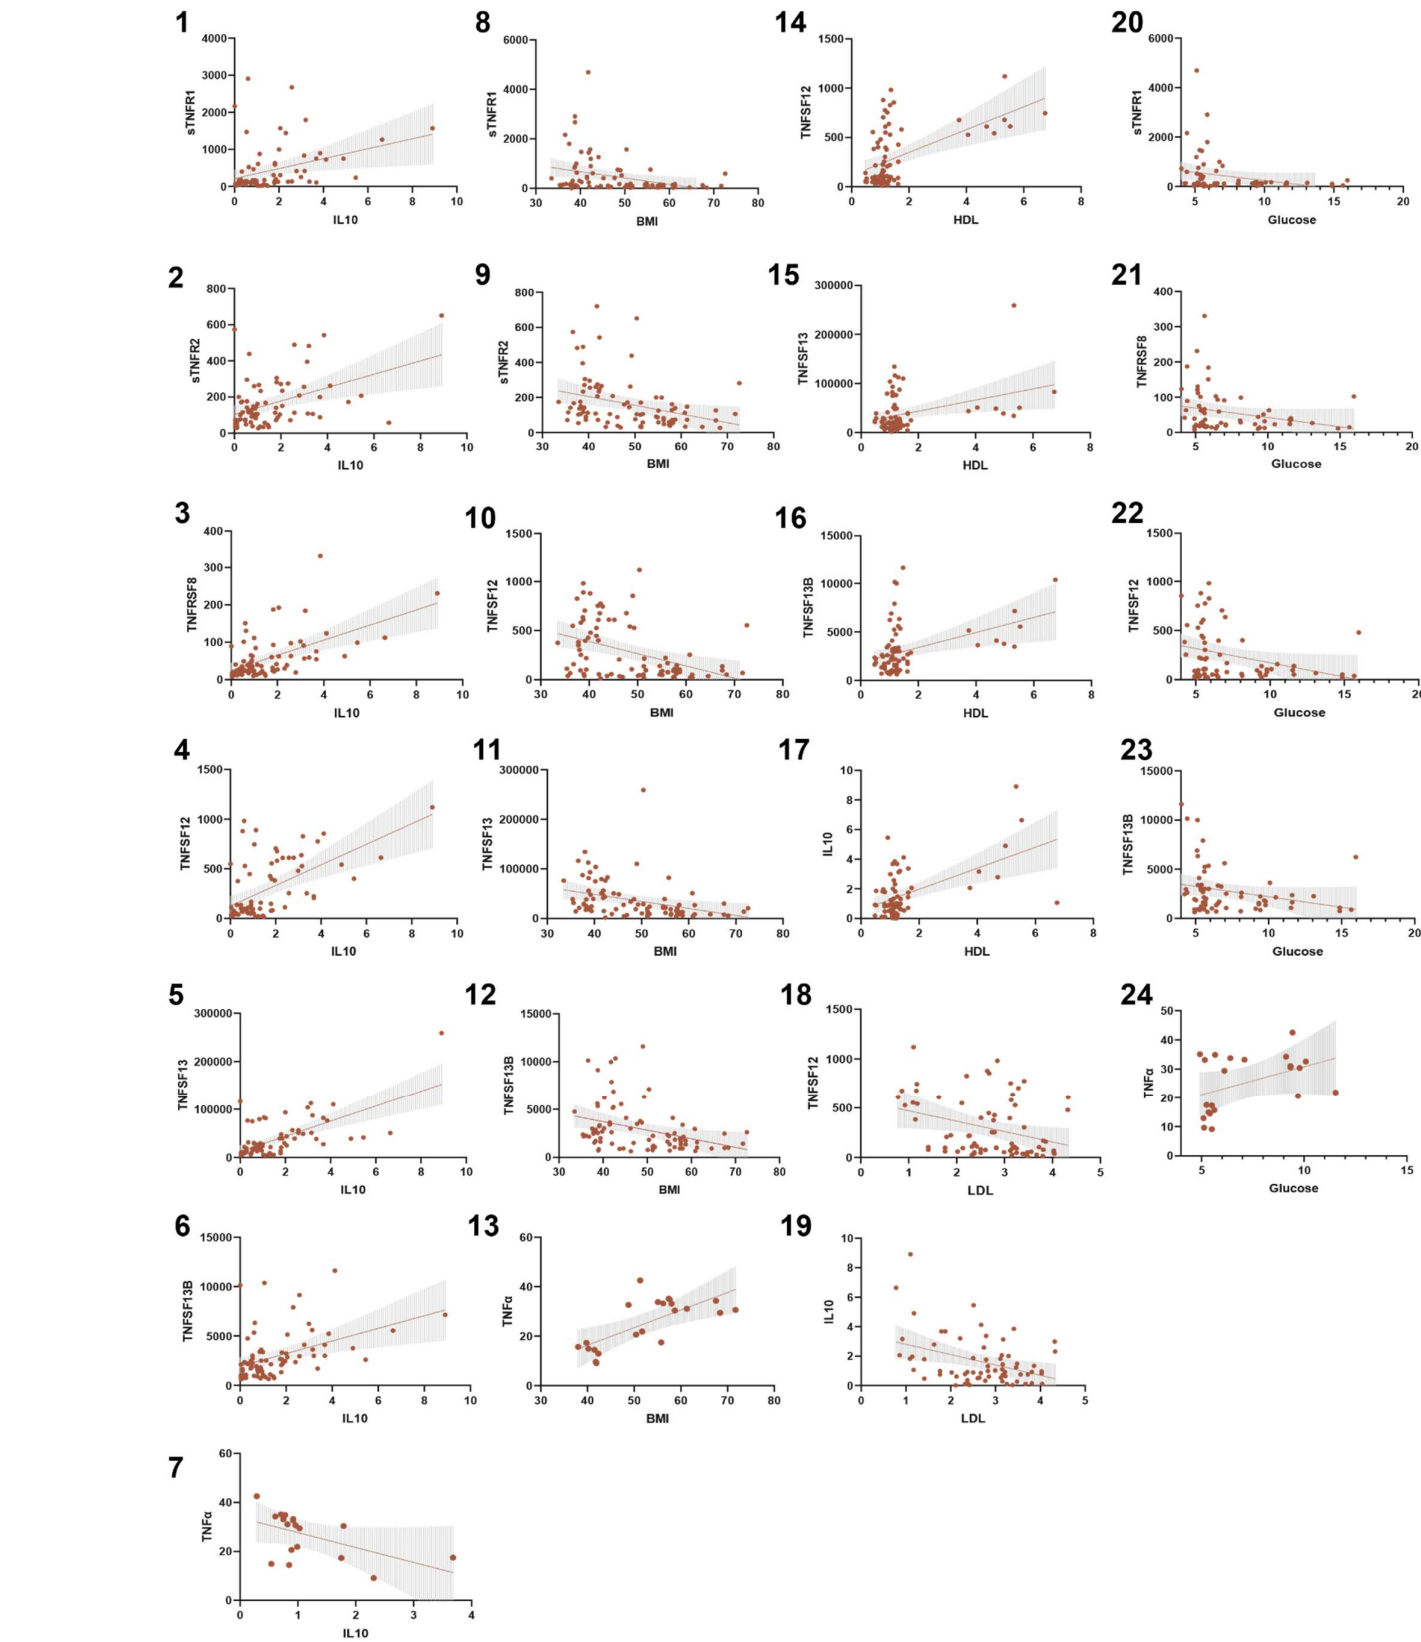 1
sTNFR1
4000
3000
2000
1000
0
0 2 4 6 8 10
IL10
8
sTNFR1
6000
4000
2000
0
30 40 50 60 70 80
BMI
14
TNFSF12
1500
1000
500
0
0 2 4 6 8
HDL
20
sTNFR1
6000
4000
2000
0
5 10 15 20
Glucose
2
sTNFR2
800
600
400
200
0
0 2 4 6 8 10
IL10
9
sTNFR2
800
600
400
200
0
30 40 50 60 70 80
BMI
15
TNFSF13
300000
200000
100000
0
0 2 4 6 8
HDL
21
TNFRSF8
400
300
200
100
0
5 10 15 20
Glucose
3
TNFRSF8
400
300
200
100
0
0 2 4 6 8 10
IL10
10
TNFSF12
1500
1000
500
0
30 40 50 60 70 80
BMI
16
TNFSF13B
15000
10000
5000
0
0 2 4 6 8
HDL
22
TNFSF12
1500
1000
500
0
5 10 15 20
Glucose
4
TNFSF12
1500
1000
500
0
0 2 4 6 8 10
IL10
11
TNFSF13
300000
200000
100000
0
30 40 50 60 70 80
BMI
17
IL10
10
8
6
4
2
0
0 2 4 6 8
HDL
23
TNFSF13B
15000
10000
5000
0
5 10 15 20
Glucose
5
TNFSF13
300000
200000
100000
0
0 2 4 6 8 10
IL10
12
TNFSF13B
15000
10000
5000
0
30 40 50 60 70 80
BMI
18
TNFSF12
1500
1000
500
0
0 1 2 3 4 5
LDL
24
TNFα
50
40
30
20
10
0
5 10 15
Glucose
6
TNFSF13B
15000
10000
5000
0
0 2 4 6 8 10
IL10
13
TNFα
60
40
20
0
30 40 50 60 70 80
BMI
19
IL10
10
8
6
4
2
0
0 1 2 3 4 5
LDL
7
TNFα
60
40
20
0
0 1 2 3 4
IL10